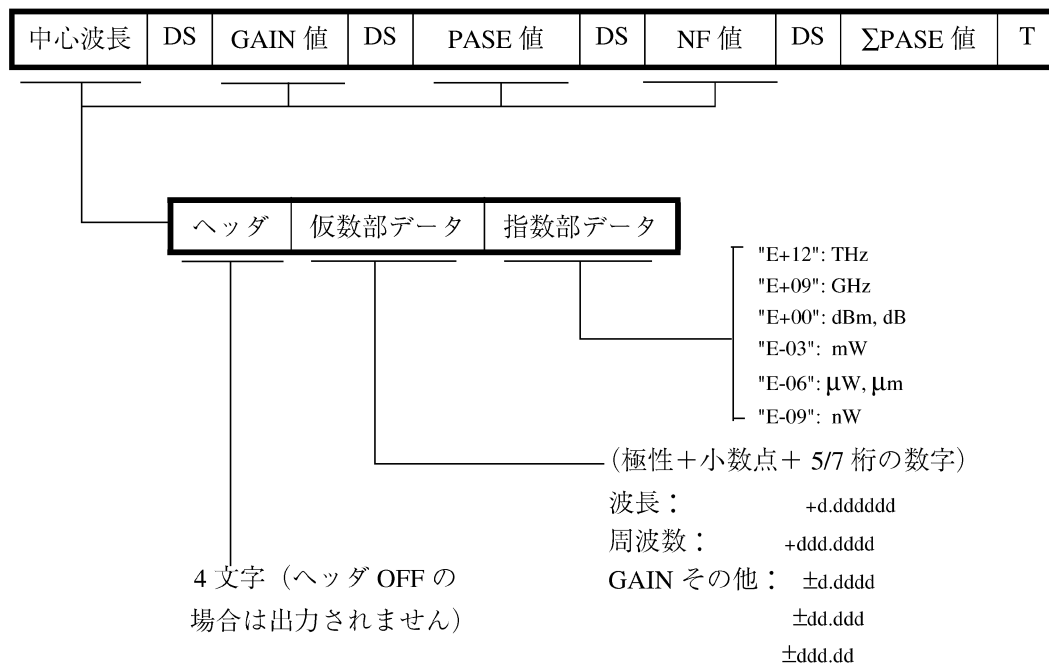 中心波長 DS GAIN 値 DS PASE 値 DS NF 値 DS ∑PASE 値 T
ヘッダ 仮数部データ 指数部データ
"E+12": THz
"E+09": GHz
"E+00": dBm, dB
"E-03": mW
"E-06": μW, μm
"E-09": nW
（極性＋小数点＋ 5/7 桁の数字）
波長： +d.dddddd
周波数： +ddd.dddd
GAIN その他： ±d.dddd
±dd.ddd
±ddd.dd
4 文字（ヘッダ OFF の
場合は出力されません）